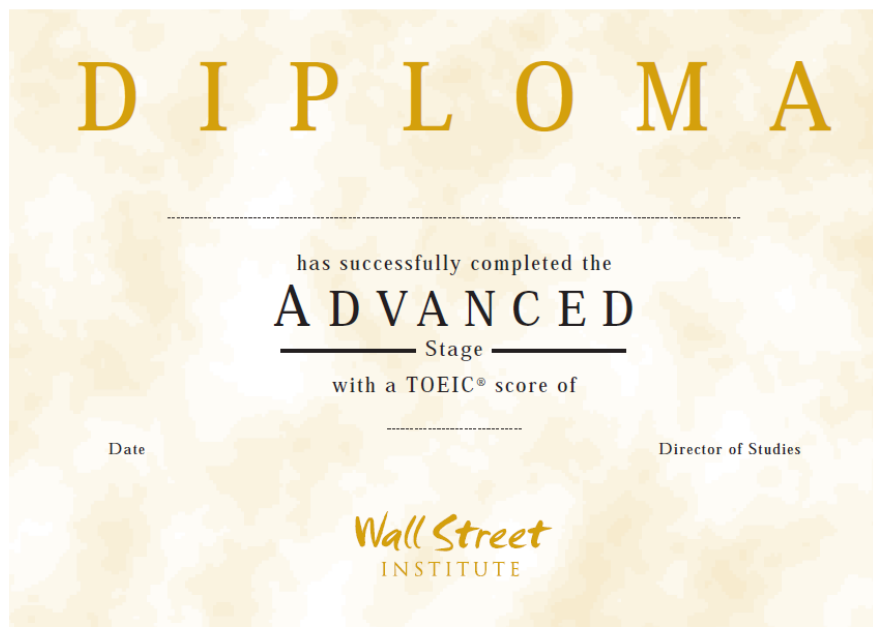 DIPLOMA
has successfully completed the
ADVANCED
Stage
with a TOEIC® score of
Date Director of Studies
Wall Street
INSTITUTE